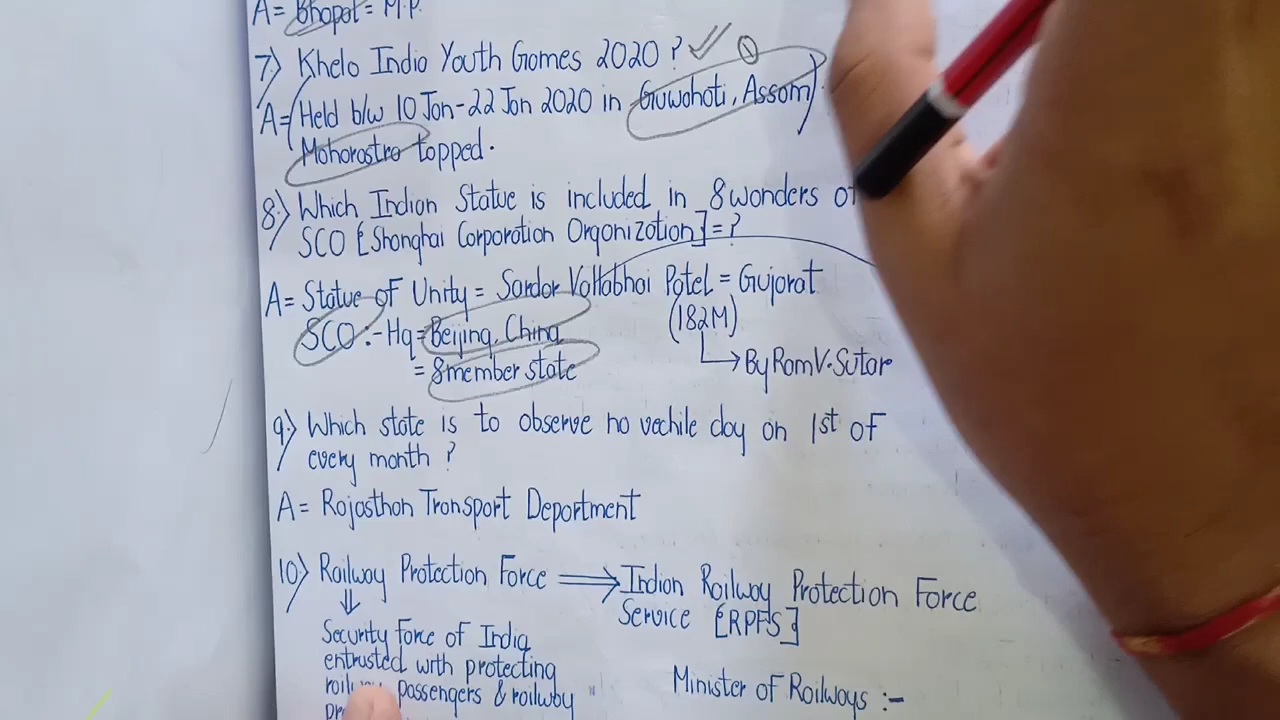 A= Bhopal = M.P.
7) Khelo India Youth Games 2020 ?
A= Held b/w 10 Jan-22 Jan 2020 in Guwahati, Assam
Maharastra topped.
8) Which Indian Statue is included in 8 wonders of
SCO [Shanghai Corporation Organization] = ?
A= Statue of Unity = Sardar Vallabhai Patel = Gujarat
(182M)
SCO :- Hq = Beijing, China
By Ram V. Sutar
= 8 member state
9) Which state is to observe no vechile day on 1st of
every month ?
A= Rajasthan Transport Department
10) Railway Protection Force ⟹ Indian Railway Protection Force
Service [RPFS]
Security Force of India
entrusted with protecting
passengers & railway
Minister of Railways :-